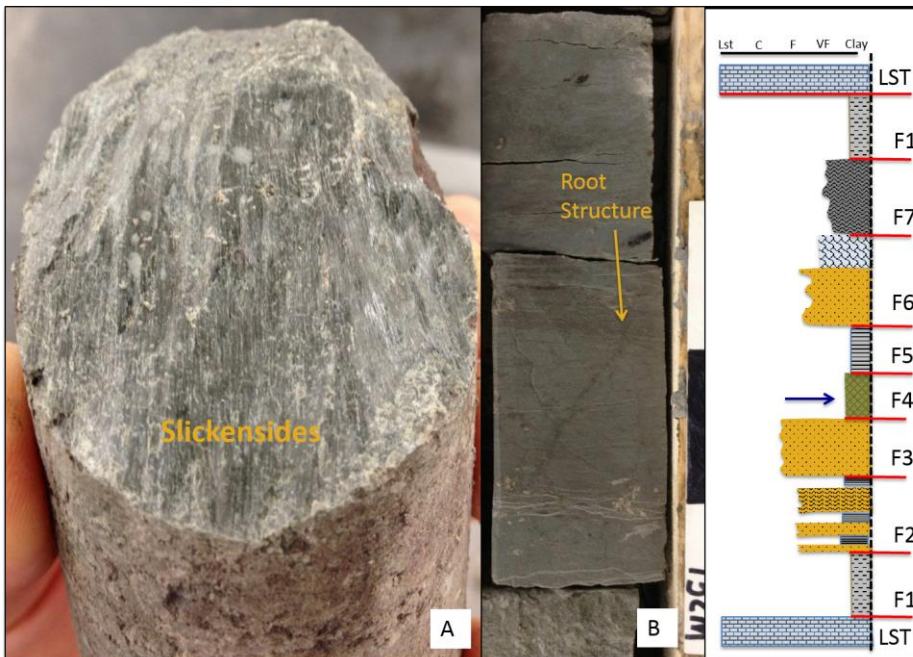 Slickensides
A
Root
Structure
B
Lst C F VF Clay
LST
F1
F7
F6
F5
F4
F3
F2
F1
LST